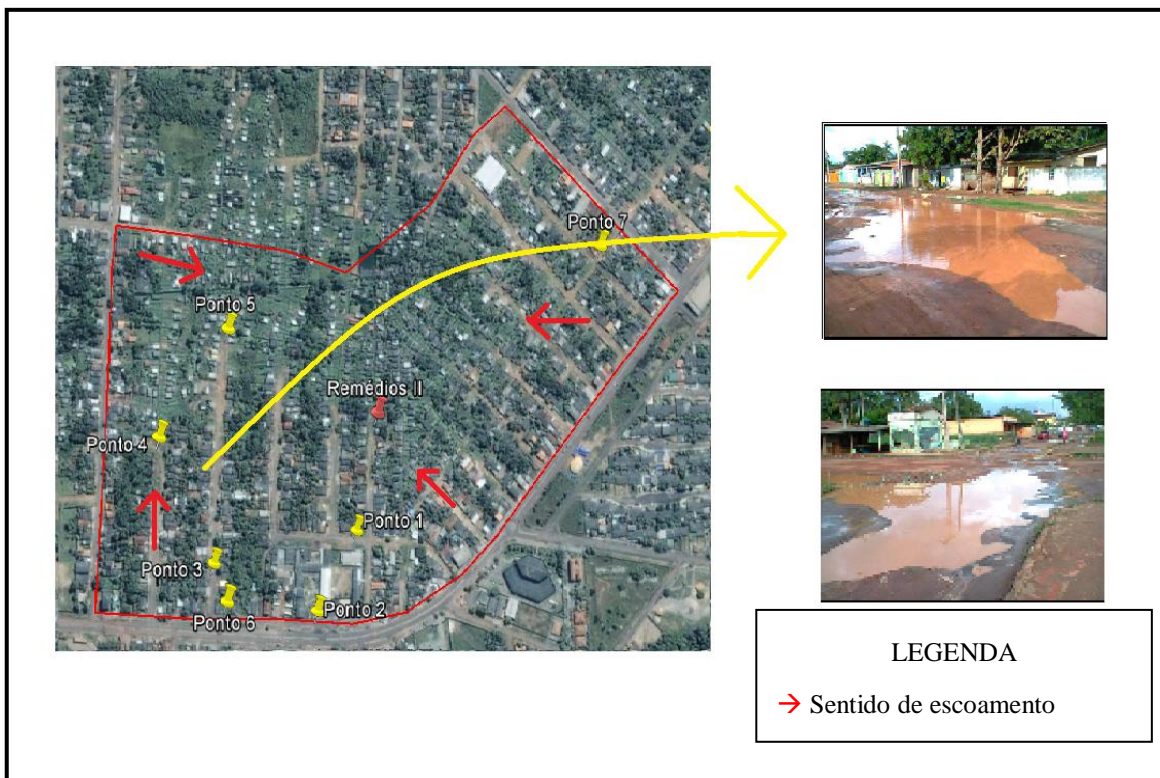 Ponto 7
Ponto 5
Remédios II
Ponto 4
Ponto 1
Ponto 3
Ponto 2
Ponto 6
LEGENDA
Sentido de escoamento